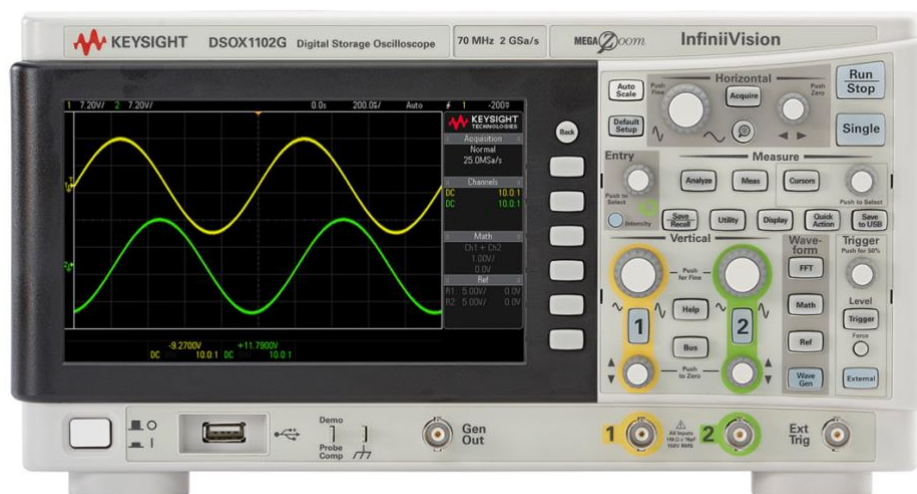 KEYSIGHT DSOX1102G Digital Storage Oscilloscope 70 MHz 2 GSa/s MEGA Zoom InfiniiVision
1 7.20V/ 2 7.20V/ 0.0s 200.0s/ Auto 1
KEYSIGHT
TECHNOLOGIES
Acquisition
Normal
25.0MSa/s
Channels
DC 10.0:1
DC 10.0:1
Math
Ch1 + Ch2
1.00V/
0.0V
Ref
R1 5.00V/ 0.0V
R2 5.00V/ 0.0V
-9.2700V +11.7900V
DC 10.0:1 DC 10.0:1
Back
Horizontal
Auto
Scale
Push
Fine
Acquire
Push
Zero
Run
Stop
Default
Setup
Single
Entry
Measure
Push to
Select
Analyze
Meas
Cursors
Push to Select
Intensity
Save
Recall
Utility
Display
Quick
Action
Save
to USB
Vertical
Push
for Fine
1
2
Help
Bus
Push
to Zero
Wave-
form
FFT
Math
Ref
Wave
Gen
Trigger
Push for 50%
Level
Trigger
Force
External
O
I
Demo
Probe
Comp
Gen
Out
1
All Inputs
2
Ext
Trig